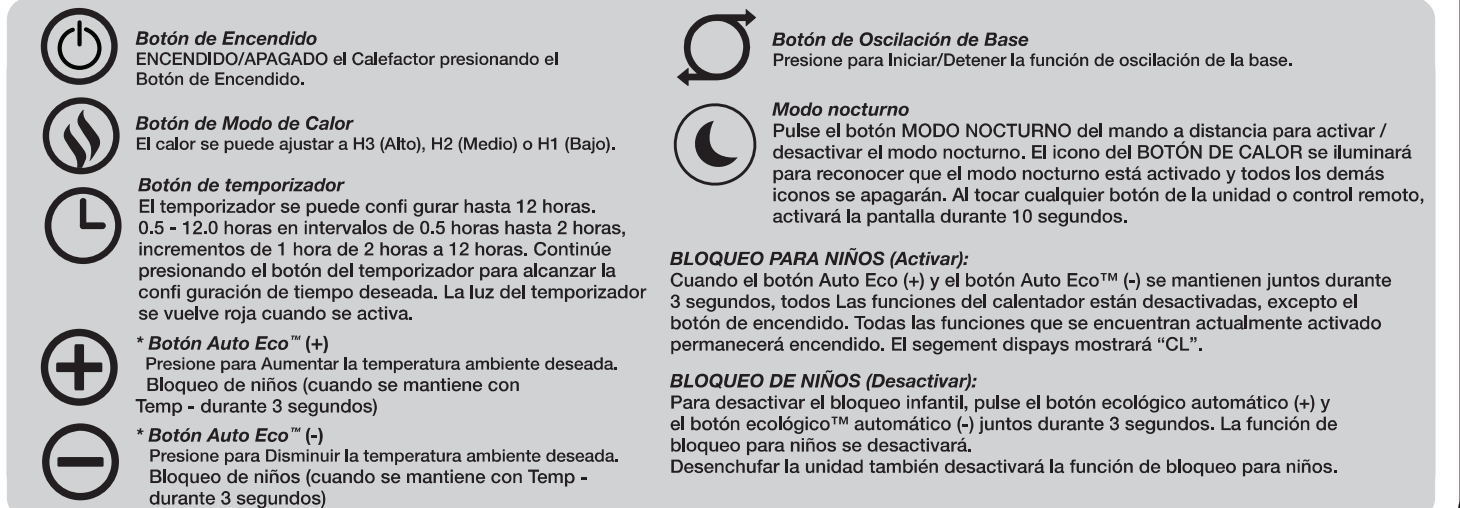 Botón de Encendido
ENCENDIDO/APAGADO el Calefactor presionando el
Botón de Encendido.
Botón de Modo de Calor
El calor se puede ajustar a H3 (Alto), H2 (Medio) o H1 (Bajo).
Botón de temporizador
El temporizador se puede confi gurar hasta 12 horas.
0.5 - 12.0 horas en intervalos de 0.5 horas hasta 2 horas,
incrementos de 1 hora de 2 horas a 12 horas. Continúe
presionando el botón del temporizador para alcanzar la
confi guración de tiempo deseada. La luz del temporizador
se vuelve roja cuando se activa.
* Botón Auto Eco™ (+)
Presione para Aumentar la temperatura ambiente deseada.
Bloqueo de niños (cuando se mantiene con
Temp - durante 3 segundos)
* Botón Auto Eco™ (-)
Presione para Disminuir la temperatura ambiente deseada.
Bloqueo de niños (cuando se mantiene con Temp -
durante 3 segundos)
Botón de Oscilación de Base
Presione para Iniciar/Detener la función de oscilación de la base.
Modo nocturno
Pulse el botón MODO NOCTURNO del mando a distancia para activar /
desactivar el modo nocturno. El icono del BOTÓN DE CALOR se iluminará
para reconocer que el modo nocturno está activado y todos los demás
iconos se apagarán. Al tocar cualquier botón de la unidad o control remoto,
activará la pantalla durante 10 segundos.
BLOQUEO PARA NIÑOS (Activar):
Cuando el botón Auto Eco (+) y el botón Auto Eco™ (-) se mantienen juntos durante
3 segundos, todos Las funciones del calentador están desactivadas, excepto el
botón de encendido. Todas las funciones que se encuentran actualmente activado
permanecerá encendido. El segement dispays mostrará “CL”.
BLOQUEO DE NIÑOS (Desactivar):
Para desactivar el bloqueo infantil, pulse el botón ecológico automático (+) y
el botón ecológico™ automático (-) juntos durante 3 segundos. La función de
bloqueo para niños se desactivará.
Desenchufar la unidad también desactivará la función de bloqueo para niños.